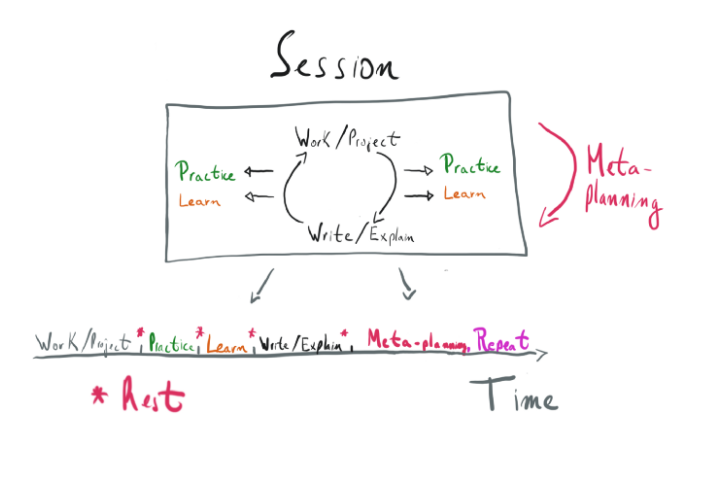 Session
Work/Project
Practice
Practice
Learn
Learn
Write/Explain
Meta-
planning
Work/Project * Practice * Learn * Write/Explain * Meta-planning Repeat
* Rest
Time